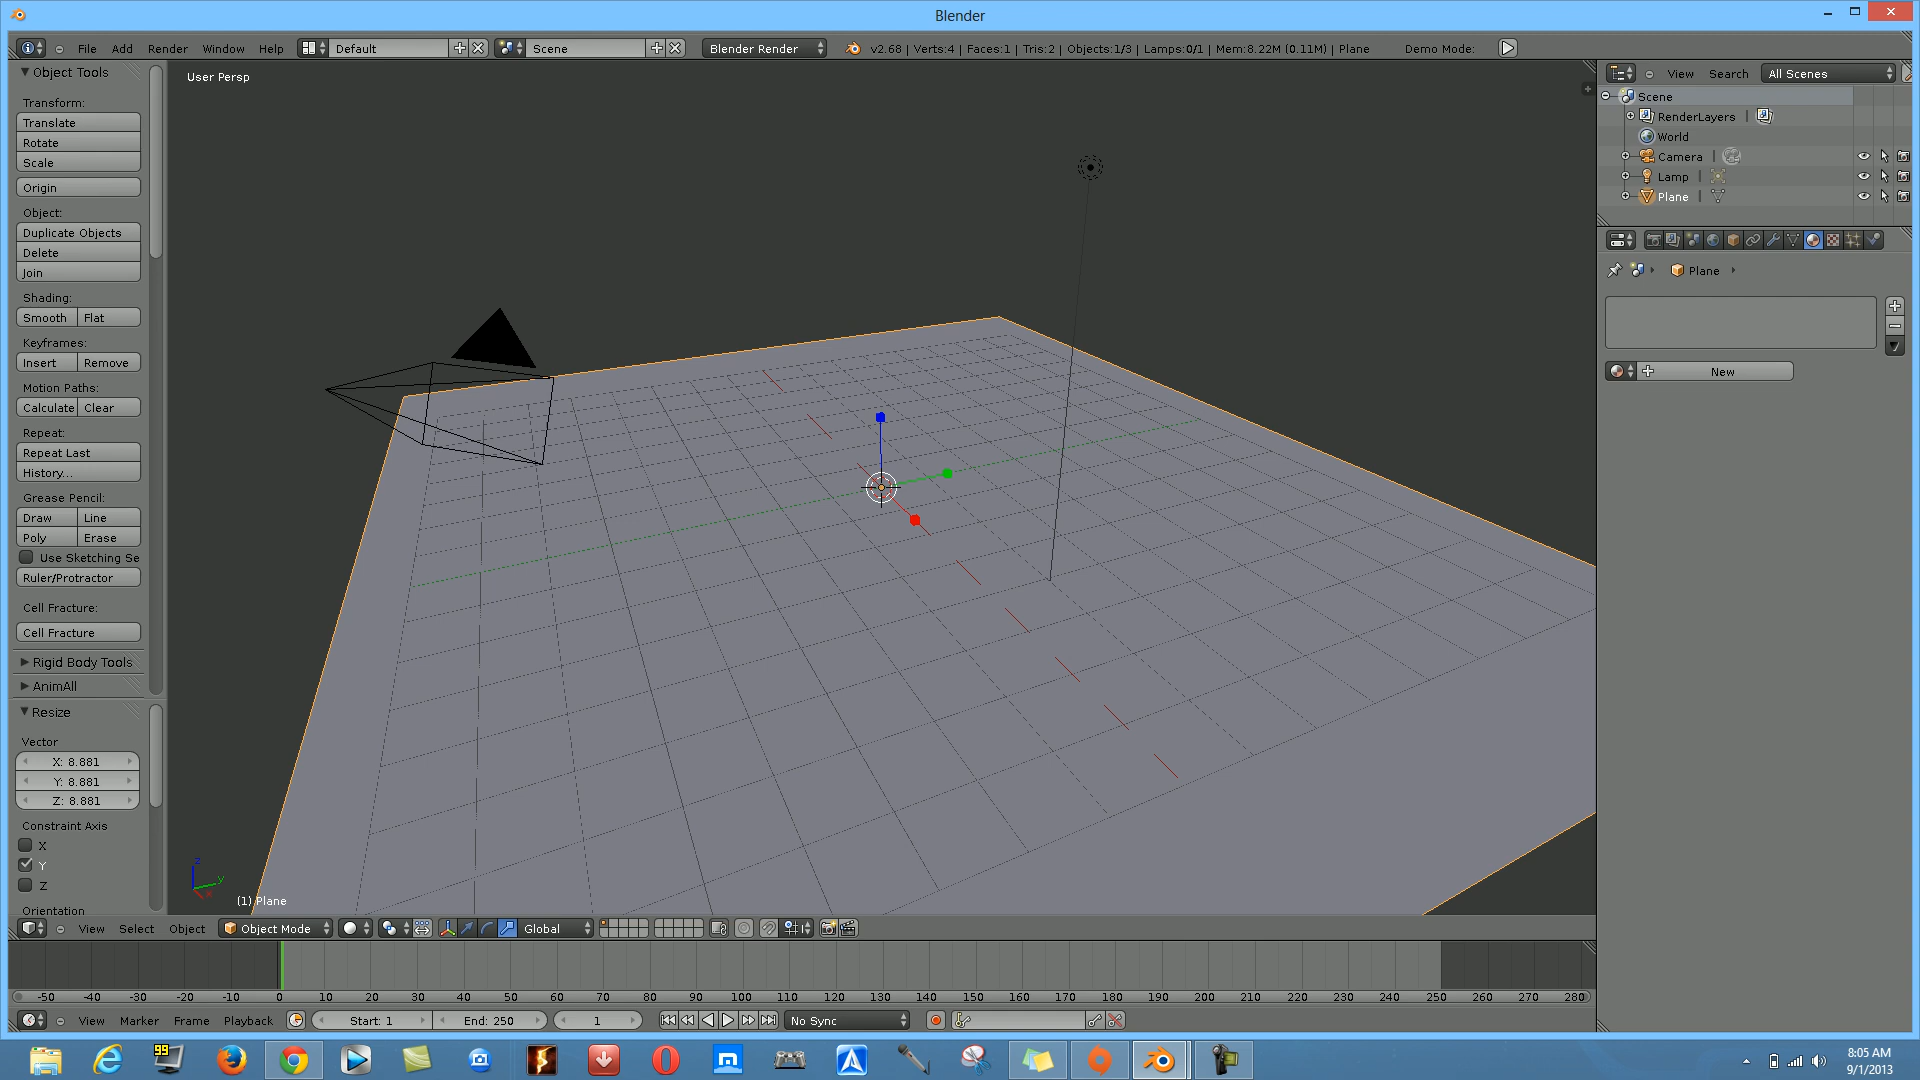 Blender
File Add Render Window Help Default Scene Blender Render v2.68 | Verts:4 | Faces:1 | Tris:2 | Objects:1/3 | Lamps:0/1 | Mem:8.22M (0.11M) | Plane Demo Mode:
Object Tools
Transform:
Translate
Rotate
Scale
Origin
Object:
Duplicate Objects
Delete
Join
Shading:
Smooth Flat
Keyframes:
Insert Remove
Motion Paths:
Calculate Clear
Repeat:
Repeat Last
History...
Grease Pencil:
Draw Line
Poly Erase
Use Sketching Se
Ruler/Protractor
Cell Fracture:
Cell Fracture
Rigid Body Tools
AnimAll
Resize
Vector
X: 8.881
Y: 8.881
Z: 8.881
Constraint Axis
X
Y
Z
Orientation
User Persp
z
y
x
(1) Plane
View Search All Scenes
Scene
RenderLayers |
World
Camera |
Lamp |
Plane |
Plane
New
View Select Object Object Mode Global
-50 -40 -30 -20 -10 0 10 20 30 40 50 60 70 80 90 100 110 120 130 140 150 160 170 180 190 200 210 220 230 240 250 260 270 280
View Marker Frame Playback Start: 1 End: 250 1 No Sync
99
8:05 AM
9/1/2013